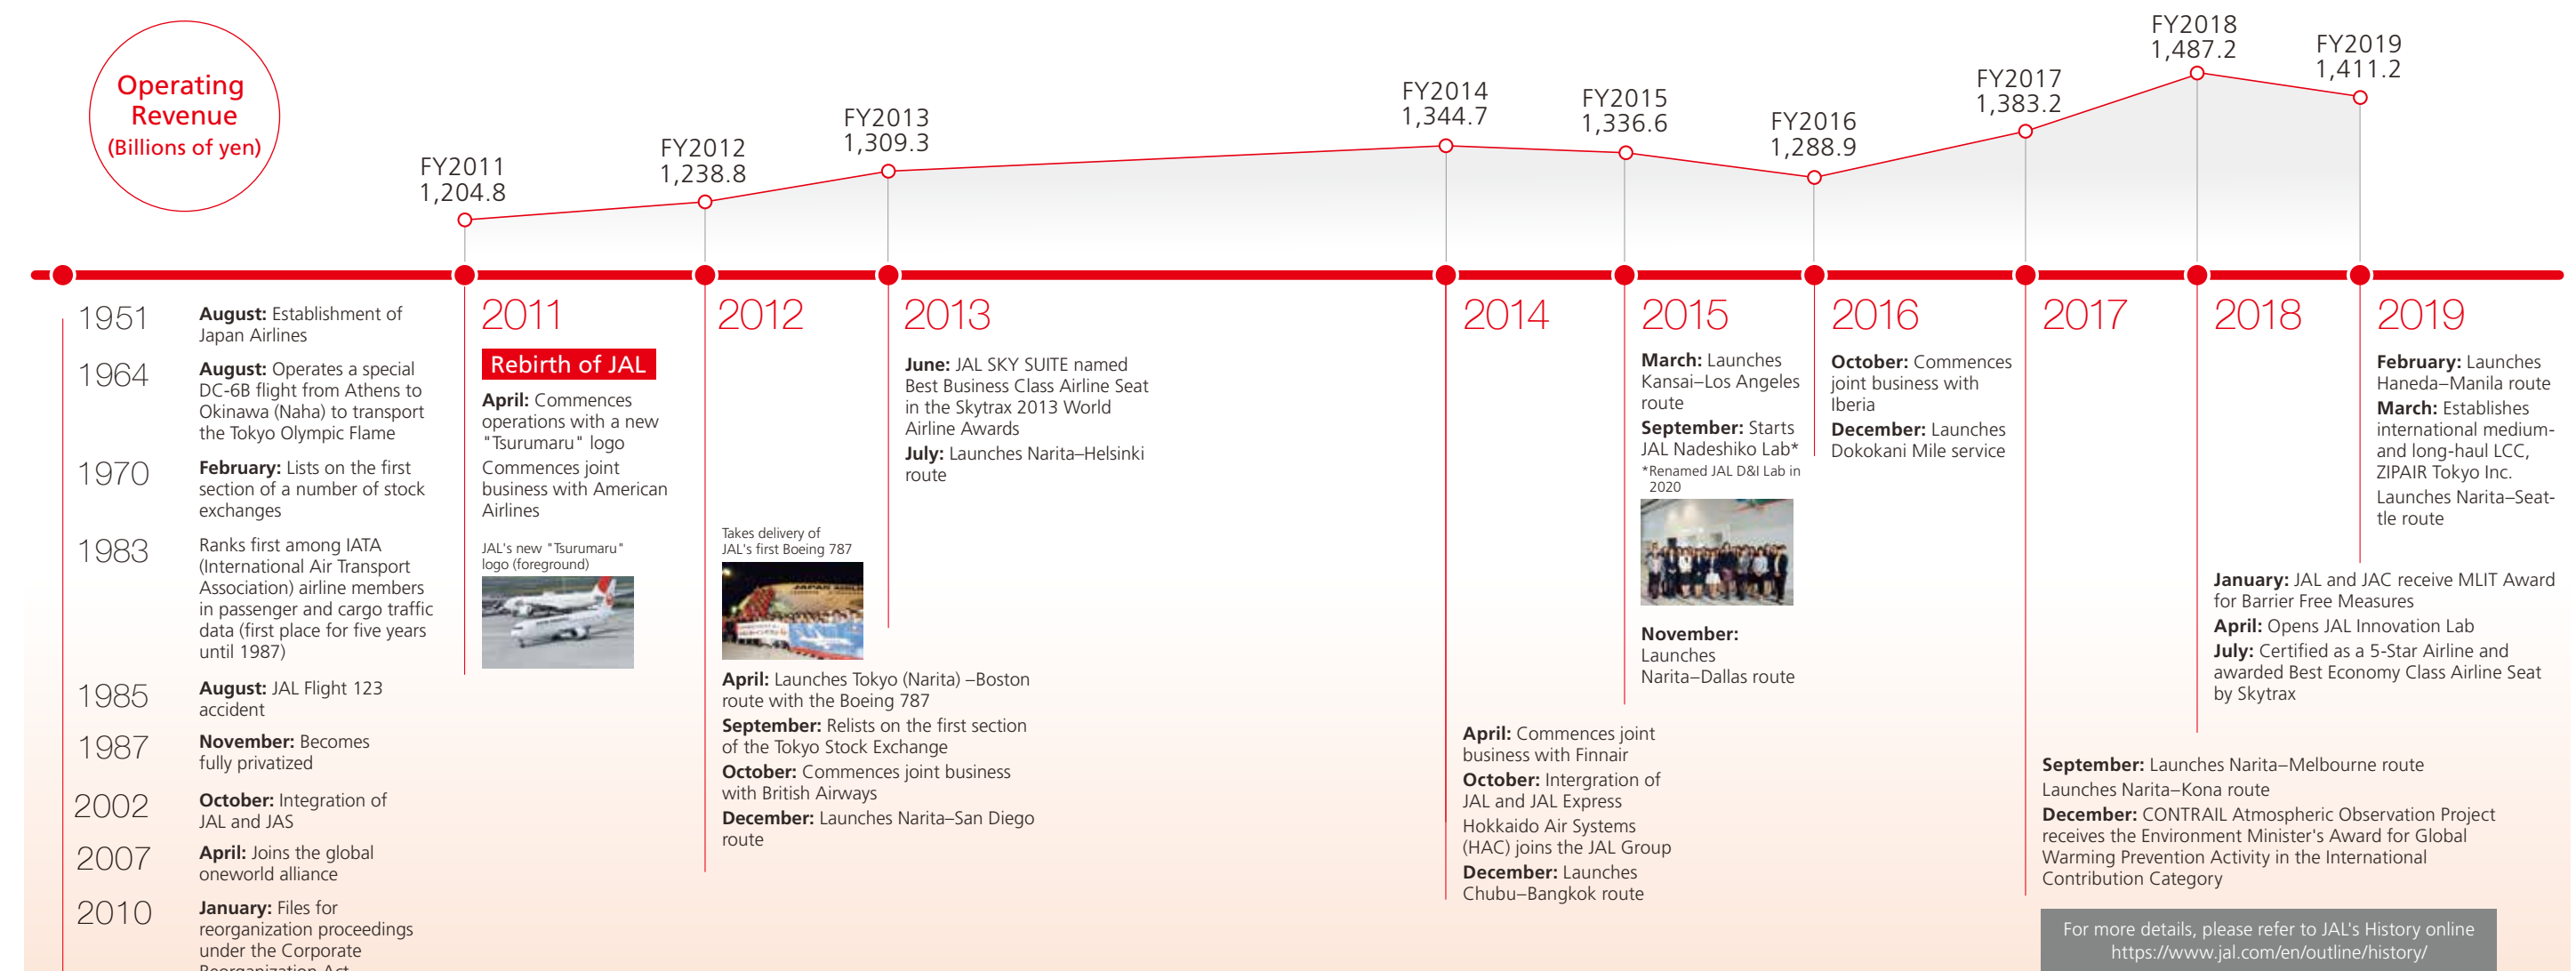 Operating
Revenue
(Billions of yen)
FY2011
1,204.8
FY2012
1,238.8
FY2013
1,309.3
FY2014
1,344.7
FY2015
1,336.6
FY2016
1,288.9
FY2017
1,383.2
FY2018
1,487.2
FY2019
1,411.2
1951
August: Establishment of
Japan Airlines
1964
August: Operates a special
DC-6B flight from Athens to
Okinawa (Naha) to transport
the Tokyo Olympic Flame
1970
February: Lists on the first
section of a number of stock
exchanges
1983
Ranks first among IATA
(International Air Transport
Association) airline members
in passenger and cargo traffic
data (first place for five years
until 1987)
1985
August: JAL Flight 123
accident
1987
November: Becomes
fully privatized
2002
October: Integration of
JAL and JAS
2007
April: Joins the global
oneworld alliance
2010
January: Files for
reorganization proceedings
under the Corporate
Reorganization Act
2011
Rebirth of JAL
April: Commences
operations with a new
"Tsurumaru" logo
Commences joint
business with American
Airlines
JAL's new "Tsurumaru"
logo (foreground)
2012
Takes delivery of
JAL's first Boeing 787
JAPAN AIRLIN
April: Launches Tokyo (Narita) –Boston
route with the Boeing 787
September: Relists on the first section
of the Tokyo Stock Exchange
October: Commences joint business
with British Airways
December: Launches Narita–San Diego
route
2013
June: JAL SKY SUITE named
Best Business Class Airline Seat
in the Skytrax 2013 World
Airline Awards
July: Launches Narita–Helsinki
route
2014
April: Commences joint
business with Finnair
October: Intergration of
JAL and JAL Express
Hokkaido Air Systems
(HAC) joins the JAL Group
December: Launches
Chubu–Bangkok route
2015
March: Launches
Kansai–Los Angeles
route
September: Starts
JAL Nadeshiko Lab*
*Renamed JAL D&I Lab in
2020
November:
Launches
Narita–Dallas route
2016
October: Commences
joint business with
Iberia
December: Launches
Dokokani Mile service
2017
September: Launches Narita–Melbourne route
Launches Narita–Kona route
December: CONTRAIL Atmospheric Observation Project
receives the Environment Minister's Award for Global
Warming Prevention Activity in the International
Contribution Category
2018
January: JAL and JAC receive MLIT Award
for Barrier Free Measures
April: Opens JAL Innovation Lab
July: Certified as a 5-Star Airline and
awarded Best Economy Class Airline Seat
by Skytrax
2019
February: Launches
Haneda–Manila route
March: Establishes
international medium-
and long-haul LCC,
ZIPAIR Tokyo Inc.
Launches Narita–Seat-
tle route
For more details, please refer to JAL's History online
https://www.jal.com/en/outline/history/